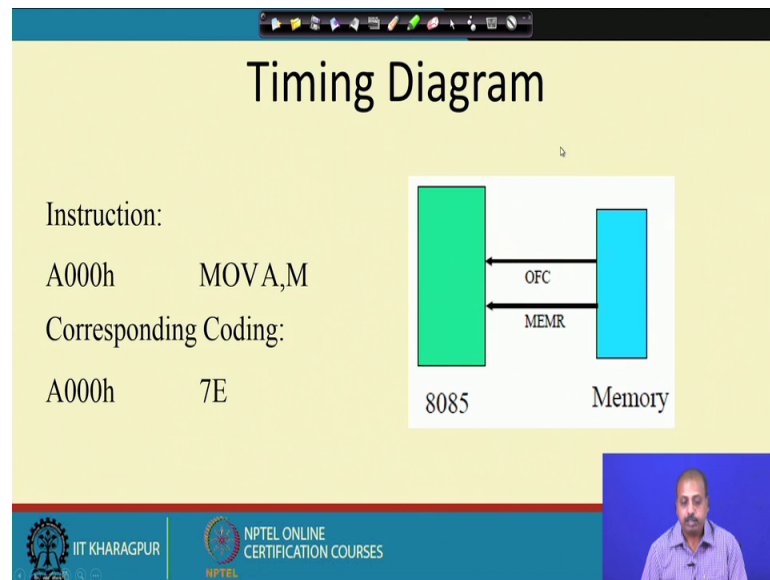 Timing Diagram
Instruction:
A000h MOV A,M
Corresponding Coding:
A000h 7E
OFC
MEMR
8085 Memory
IIT KHARAGPUR
NPTEL
NPTEL ONLINE
CERTIFICATION COURSES